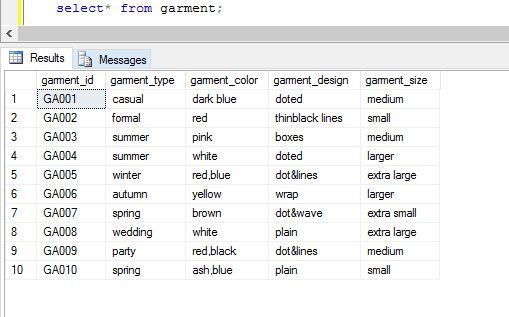 select* from garment;
Results Messages
garment_id garment_type garment_color garment_design garment_size
1 GA001 casual dark blue doted medium
2 GA002 formal red thinblack lines small
3 GA003 summer pink boxes medium
4 GA004 summer white doted larger
5 GA005 winter red,blue dot&lines extra large
6 GA006 autumn yellow wrap larger
7 GA007 spring brown dot&wave extra small
8 GA008 wedding white plain extra large
9 GA009 party red,black dot&lines medium
10 GA010 spring ash,blue plain small